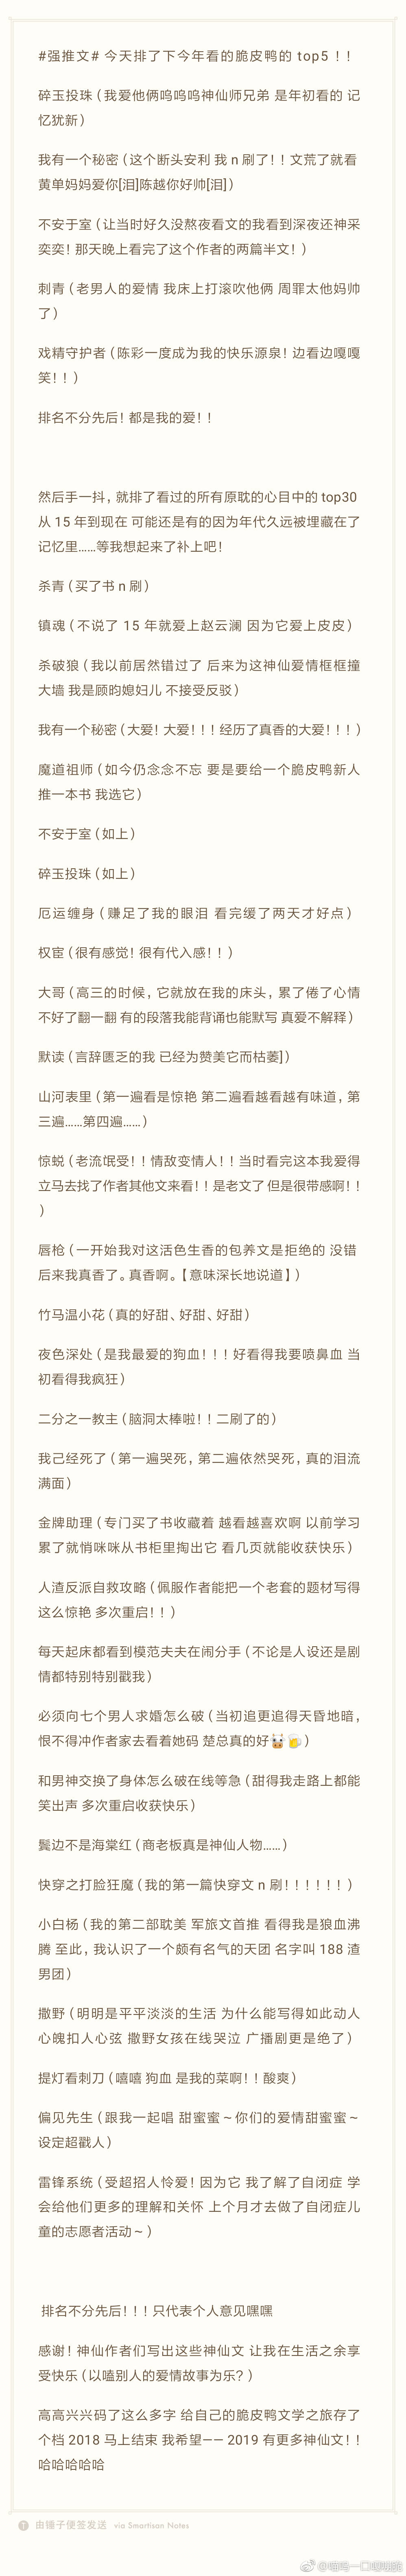 #强推文# 今天排了下今年看的脆皮鸭的 top5 ！！
碎玉投珠（我爱他俩呜呜呜神仙师兄弟 是年初看的 记
忆犹新）
我有一个秘密（这个断头安利 我 n 刷了！！文荒了就看
黄单妈妈爱你[泪]陈越你好帅[泪]）
不安于室（让当时好久没熬夜看文的我看到深夜还神采
奕奕！那天晚上看完了这个作者的两篇半文！）
刺青（老男人的爱情 我床上打滚吹他俩 周罪太他妈帅
了）
戏精守护者（陈彩一度成为我的快乐源泉！边看边嘎嘎
笑！！）
排名不分先后！都是我的爱！！
然后手一抖，就排了看过的所有原耽的心目中的 top30
从 15 年到现在 可能还是有的因为年代久远被埋藏在了
记忆里……等我想起来了补上吧！
杀青（买了书 n 刷）
镇魂（不说了 15 年就爱上赵云澜 因为它爱上皮皮）
杀破狼（我以前居然错过了 后来为这神仙爱情框框撞
大墙 我是顾昀媳妇儿 不接受反驳）
我有一个秘密（大爱！大爱！！！经历了真香的大爱！！！）
魔道祖师（如今仍念念不忘 要是要给一个脆皮鸭新人
推一本书 我选它）
不安于室（如上）
碎玉投珠（如上）
厄运缠身（赚足了我的眼泪 看完缓了两天才好点）
权宦（很有感觉！很有代入感！！）
大哥（高三的时候，它就放在我的床头，累了倦了心情
不好了翻一翻 有的段落我能背诵也能默写 真爱不解释）
默读（言辞匮乏的我 已经为赞美它而枯萎]）
山河表里（第一遍看是惊艳 第二遍看越看越有味道，第
三遍……第四遍……）
惊蜕（老流氓受！！情敌变情人！！当时看完这本我爱得
立马去找了作者其他文来看！！是老文了 但是很带感啊！！
）
唇枪（一开始我对这活色生香的包养文是拒绝的 没错
后来我真香了。真香啊。【意味深长地说道】）
竹马温小花（真的好甜、好甜、好甜）
夜色深处（是我最爱的狗血！！！好看得我要喷鼻血 当
初看得我疯狂）
二分之一教主（脑洞太棒啦！！二刷了的）
我己经死了（第一遍哭死，第二遍依然哭死，真的泪流
满面）
金牌助理（专门买了书收藏着 越看越喜欢啊 以前学习
累了就悄咪咪从书柜里掏出它 看几页就能收获快乐）
人渣反派自救攻略（佩服作者能把一个老套的题材写得
这么惊艳 多次重启！！）
每天起床都看到模范夫夫在闹分手（不论是人设还是剧
情都特别特别戳我）
必须向七个男人求婚怎么破（当初追更追得天昏地暗，
恨不得冲作者家去看着她码 楚总真的好🐮🍺）
和男神交换了身体怎么破在线等急（甜得我走路上都能
笑出声 多次重启收获快乐）
鬓边不是海棠红（商老板真是神仙人物……）
快穿之打脸狂魔（我的第一篇快穿文 n 刷！！！！！！）
小白杨（我的第二部耽美 军旅文首推 看得我是狼血沸
腾 至此，我认识了一个颇有名气的天团 名字叫 188 渣
男团）
撒野（明明是平平淡淡的生活 为什么能写得如此动人
心魄扣人心弦 撒野女孩在线哭泣 广播剧更是绝了）
提灯看刺刀（嘻嘻 狗血 是我的菜啊！！酸爽）
偏见先生（跟我一起唱 甜蜜蜜～你们的爱情甜蜜蜜～
设定超戳人）
雷锋系统（受超招人怜爱！因为它 我了解了自闭症 学
会给他们更多的理解和关怀 上个月才去做了自闭症儿
童的志愿者活动～）
排名不分先后！！！只代表个人意见嘿嘿
感谢！神仙作者们写出这些神仙文 让我在生活之余享
受快乐（以嗑别人的爱情故事为乐？）
高高兴兴码了这么多字 给自己的脆皮鸭文学之旅存了
个档 2018 马上结束 我希望—— 2019 有更多神仙文！！
哈哈哈哈哈
由锤子便签发送 via Smartisan Notes